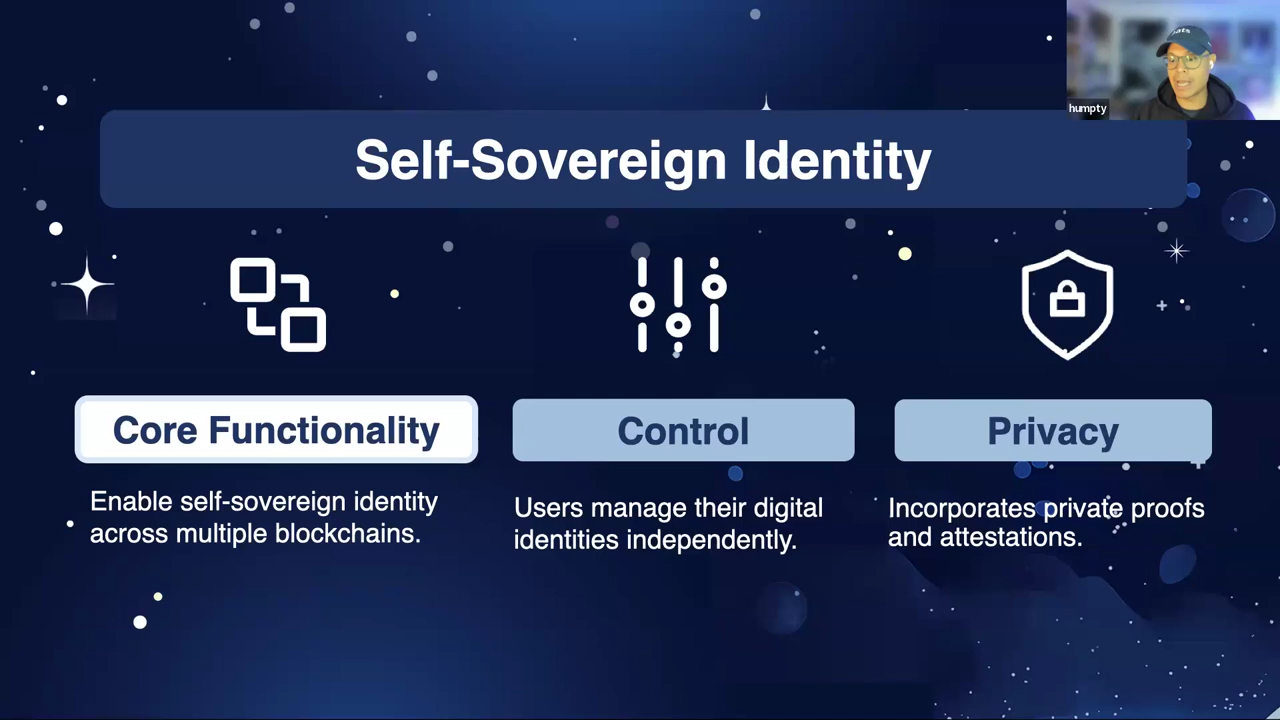 humpty
Self-Sovereign Identity
Core Functionality
Control
Privacy
Enable self-sovereign identity
across multiple blockchains.
Users manage their digital
identities independently.
Incorporates private proofs
and attestations.